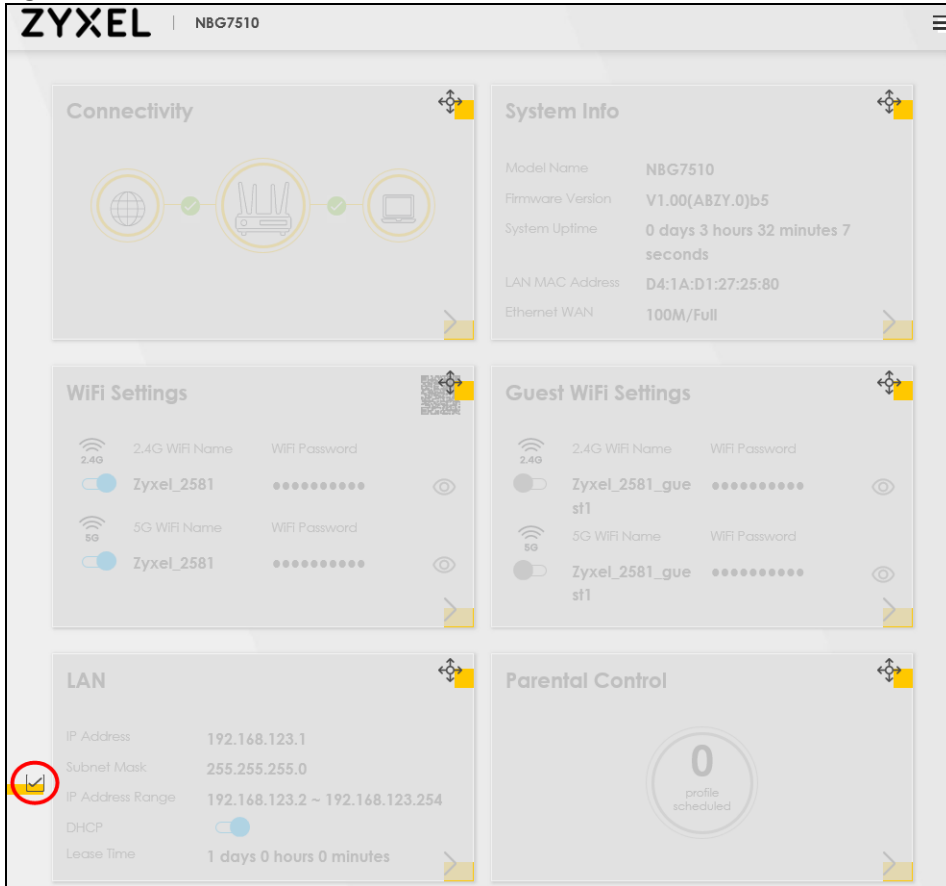 ZYXEL | NBG7510
Connectivity
System Info
Model Name NBG7510
Firmware Version V1.00(ABZY.0)b5
System Uptime 0 days 3 hours 32 minutes 7
seconds
LAN MAC Address D4:1A:D1:27:25:80
Ethernet WAN 100M/Full
WiFi Settings
2.4G WiFi Name WiFi Password
2.4G
Zyxel_2581 ●●●●●●●●●●
5G WiFi Name WiFi Password
5G
Zyxel_2581 ●●●●●●●●●●
Guest WiFi Settings
2.4G WiFi Name WiFi Password
2.4G
Zyxel_2581_gue ●●●●●●●●●●
st1
5G WiFi Name WiFi Password
5G
Zyxel_2581_gue ●●●●●●●●●●
st1
LAN
IP Address 192.168.123.1
Subnet Mask 255.255.255.0
IP Address Range 192.168.123.2 ~ 192.168.123.254
DHCP
Lease Time 1 days 0 hours 0 minutes
Parental Control
0
profile
scheduled